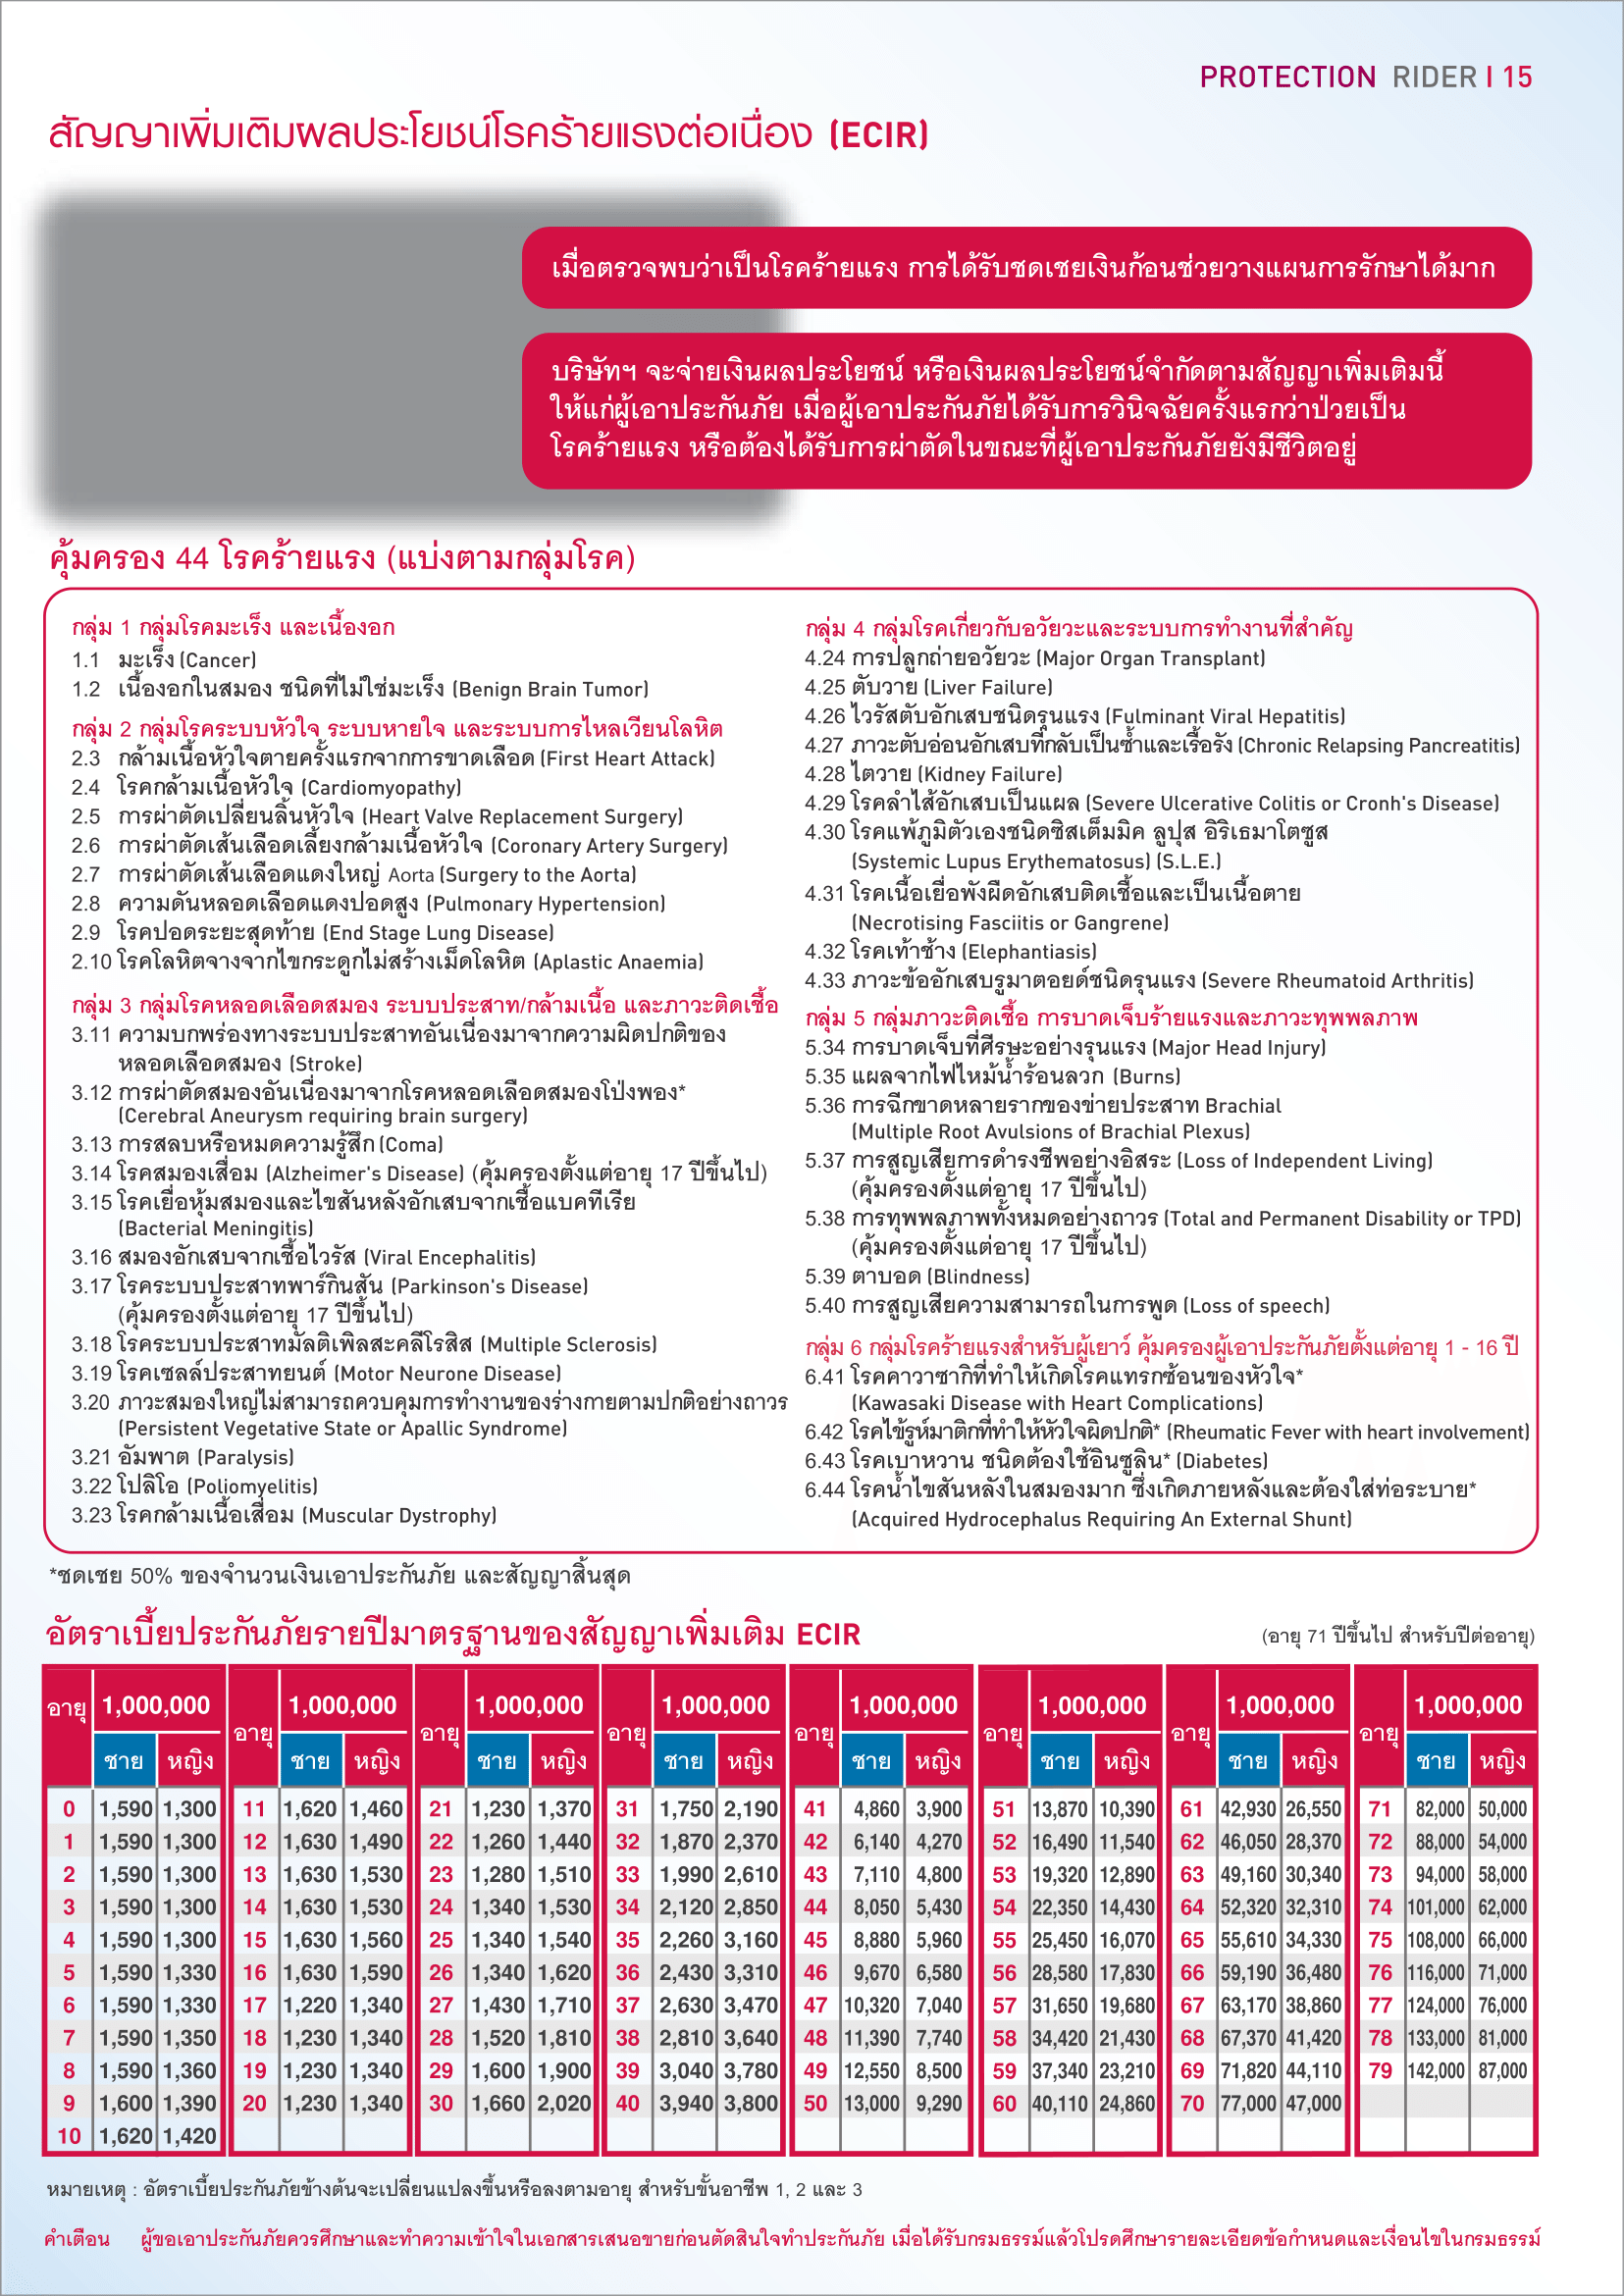 PROTECTION RIDER | 15
สัญญาเพิ่มเติมผลประโยชน์โรคร้ายแรงต่อเนื่อง (ECIR)
เมื่อตรวจพบว่าเป็นโรคร้ายแรง การได้รับชดเชยเงินก้อนช่วยวางแผนการรักษาได้มาก
บริษัทฯ จะจ่ายเงินผลประโยชน์ หรือเงินผลประโยชน์จำกัดตามสัญญาเพิ่มเติมนี้
ให้แก่ผู้เอาประกันภัย เมื่อผู้เอาประกันภัยได้รับการวินิจฉัยครั้งแรกว่าป่วยเป็น
โรคร้ายแรง หรือต้องได้รับการผ่าตัดในขณะที่ผู้เอาประกันภัยยังมีชีวิตอยู่
คุ้มครอง 44 โรคร้ายแรง (แบ่งตามกลุ่มโรค)
กลุ่ม 1 กลุ่มโรคมะเร็ง และเนื้องอก
1.1 มะเร็ง (Cancer)
1.2 เนื้องอกในสมอง ชนิดที่ไม่ใช่มะเร็ง (Benign Brain Tumor)
กลุ่ม 2 กลุ่มโรคระบบหัวใจ ระบบหายใจ และระบบการไหลเวียนโลหิต
2.3 กล้ามเนื้อหัวใจตายครั้งแรกจากการขาดเลือด (First Heart Attack)
2.4 โรคกล้ามเนื้อหัวใจ (Cardiomyopathy)
2.5 การผ่าตัดเปลี่ยนลิ้นหัวใจ (Heart Valve Replacement Surgery)
2.6 การผ่าตัดเส้นเลือดเลี้ยงกล้ามเนื้อหัวใจ (Coronary Artery Surgery)
2.7 การผ่าตัดเส้นเลือดแดงใหญ่ Aorta (Surgery to the Aorta)
2.8 ความดันหลอดเลือดแดงปอดสูง (Pulmonary Hypertension)
2.9 โรคปอดระยะสุดท้าย (End Stage Lung Disease)
2.10 โรคโลหิตจางจากไขกระดูกไม่สร้างเม็ดโลหิต (Aplastic Anaemia)
กลุ่ม 3 กลุ่มโรคหลอดเลือดสมอง ระบบประสาท/กล้ามเนื้อ และภาวะติดเชื้อ
3.11 ความบกพร่องทางระบบประสาทอันเนื่องมาจากความผิดปกติของ
หลอดเลือดสมอง (Stroke)
3.12 การผ่าตัดสมองอันเนื่องมาจากโรคหลอดเลือดสมองโป่งพอง*
(Cerebral Aneurysm requiring brain surgery)
3.13 การสลบหรือหมดความรู้สึก (Coma)
3.14 โรคสมองเสื่อม (Alzheimer's Disease) (คุ้มครองตั้งแต่อายุ 17 ปีขึ้นไป)
3.15 โรคเยื่อหุ้มสมองและไขสันหลังอักเสบจากเชื้อแบคทีเรีย
(Bacterial Meningitis)
3.16 สมองอักเสบจากเชื้อไวรัส (Viral Encephalitis)
3.17 โรคระบบประสาทพาร์กินสัน (Parkinson's Disease)
(คุ้มครองตั้งแต่อายุ 17 ปีขึ้นไป)
3.18 โรคระบบประสาทมัลติเพิลสะคลีโรสิส (Multiple Sclerosis)
3.19 โรคเซลล์ประสาทยนต์ (Motor Neurone Disease)
3.20 ภาวะสมองใหญ่ไม่สามารถควบคุมการทำงานของร่างกายตามปกติอย่างถาวร
(Persistent Vegetative State or Apallic Syndrome)
3.21 อัมพาต (Paralysis)
3.22 โปลิโอ (Poliomyelitis)
3.23 โรคกล้ามเนื้อเสื่อม (Muscular Dystrophy)
กลุ่ม 4 กลุ่มโรคเกี่ยวกับอวัยวะและระบบการทำงานที่สำคัญ
4.24 การปลูกถ่ายอวัยวะ (Major Organ Transplant)
4.25 ตับวาย (Liver Failure)
4.26 ไวรัสตับอักเสบชนิดรุนแรง (Fulminant Viral Hepatitis)
4.27 ภาวะตับอ่อนอักเสบที่กลับเป็นซ้ำและเรื้อรัง (Chronic Relapsing Pancreatitis)
4.28 ไตวาย (Kidney Failure)
4.29 โรคลำไส้อักเสบเป็นแผล (Severe Ulcerative Colitis or Cronh's Disease)
4.30 โรคแพ้ภูมิตัวเองชนิดซิสเต็มมิค ลูปุส อิริเธมาโตซูส
(Systemic Lupus Erythematosus) (S.L.E.)
4.31 โรคเนื้อเยื่อพังผืดอักเสบติดเชื้อและเป็นเนื้อตาย
(Necrotising Fasciitis or Gangrene)
4.32 โรคเท้าช้าง (Elephantiasis)
4.33 ภาวะข้ออักเสบรูมาตอยด์ชนิดรุนแรง (Severe Rheumatoid Arthritis)
กลุ่ม 5 กลุ่มภาวะติดเชื้อ การบาดเจ็บร้ายแรงและภาวะทุพพลภาพ
5.34 การบาดเจ็บที่ศีรษะอย่างรุนแรง (Major Head Injury)
5.35 แผลจากไฟไหม้น้ำร้อนลวก (Burns)
5.36 การฉีกขาดหลายรากของข่ายประสาท Brachial
(Multiple Root Avulsions of Brachial Plexus)
5.37 การสูญเสียการดำรงชีพอย่างอิสระ (Loss of Independent Living)
(คุ้มครองตั้งแต่อายุ 17 ปีขึ้นไป)
5.38 การทุพพลภาพทั้งหมดอย่างถาวร (Total and Permanent Disability or TPD)
(คุ้มครองตั้งแต่อายุ 17 ปีขึ้นไป)
5.39 ตาบอด (Blindness)
5.40 การสูญเสียความสามารถในการพูด (Loss of speech)
กลุ่ม 6 กลุ่มโรคร้ายแรงสำหรับผู้เยาว์ คุ้มครองผู้เอาประกันภัยตั้งแต่อายุ 1 - 16 ปี
6.41 โรคคาวาซากิที่ทำให้เกิดโรคแทรกซ้อนของหัวใจ*
(Kawasaki Disease with Heart Complications)
6.42 โรคไข้รูห์มาติกที่ทำให้หัวใจผิดปกติ* (Rheumatic Fever with heart involvement)
6.43 โรคเบาหวาน ชนิดต้องใช้อินซูลิน* (Diabetes)
6.44 โรคน้ำไขสันหลังในสมองมาก ซึ่งเกิดภายหลังและต้องใส่ท่อระบาย*
(Acquired Hydrocephalus Requiring An External Shunt)
*ชดเชย 50% ของจำนวนเงินเอาประกันภัย และสัญญาสิ้นสุด
อัตราเบี้ยประกันภัยรายปีมาตรฐานของสัญญาเพิ่มเติม ECIR
(อายุ 71 ปีขึ้นไป สำหรับปีต่ออายุ)
อายุ 1,000,000 อายุ 1,000,000 อายุ 1,000,000 อายุ 1,000,000 อายุ 1,000,000 อายุ 1,000,000 อายุ 1,000,000 อายุ 1,000,000
ชาย หญิง ชาย หญิง ชาย หญิง ชาย หญิง ชาย หญิง ชาย หญิง ชาย หญิง ชาย หญิง
0 1,590 1,300 11 1,620 1,460 21 1,230 1,370 31 1,750 2,190 41 4,860 3,900 51 13,870 10,390 61 42,930 26,550 71 82,000 50,000
1 1,590 1,300 12 1,630 1,490 22 1,260 1,440 32 1,870 2,370 42 6,140 4,270 52 16,490 11,540 62 46,050 28,370 72 88,000 54,000
2 1,590 1,300 13 1,630 1,530 23 1,280 1,510 33 1,990 2,610 43 7,110 4,800 53 19,320 12,890 63 49,160 30,340 73 94,000 58,000
3 1,590 1,300 14 1,630 1,530 24 1,340 1,530 34 2,120 2,850 44 8,050 5,430 54 22,350 14,430 64 52,320 32,310 74 101,000 62,000
4 1,590 1,300 15 1,630 1,560 25 1,340 1,540 35 2,260 3,160 45 8,880 5,960 55 25,450 16,070 65 55,610 34,330 75 108,000 66,000
5 1,590 1,330 16 1,630 1,590 26 1,340 1,620 36 2,430 3,310 46 9,670 6,580 56 28,580 17,830 66 59,190 36,480 76 116,000 71,000
6 1,590 1,330 17 1,220 1,340 27 1,430 1,710 37 2,630 3,470 47 10,320 7,040 57 31,650 19,680 67 63,170 38,860 77 124,000 76,000
7 1,590 1,350 18 1,230 1,340 28 1,520 1,810 38 2,810 3,640 48 11,390 7,740 58 34,420 21,430 68 67,370 41,420 78 133,000 81,000
8 1,590 1,360 19 1,230 1,340 29 1,600 1,900 39 3,040 3,780 49 12,550 8,500 59 37,340 23,210 69 71,820 44,110 79 142,000 87,000
9 1,600 1,390 20 1,230 1,340 30 1,660 2,020 40 3,940 3,800 50 13,000 9,290 60 40,110 24,860 70 77,000 47,000
10 1,620 1,420
หมายเหตุ : อัตราเบี้ยประกันภัยข้างต้นจะเปลี่ยนแปลงขึ้นหรือลงตามอายุ สำหรับขั้นอาชีพ 1, 2 และ 3
คำเตือน ผู้ขอเอาประกันภัยควรศึกษาและทำความเข้าใจในเอกสารเสนอขายก่อนตัดสินใจทำประกันภัย เมื่อได้รับกรมธรรม์แล้วโปรดศึกษารายละเอียดข้อกำหนดและเงื่อนไขในกรมธรรม์